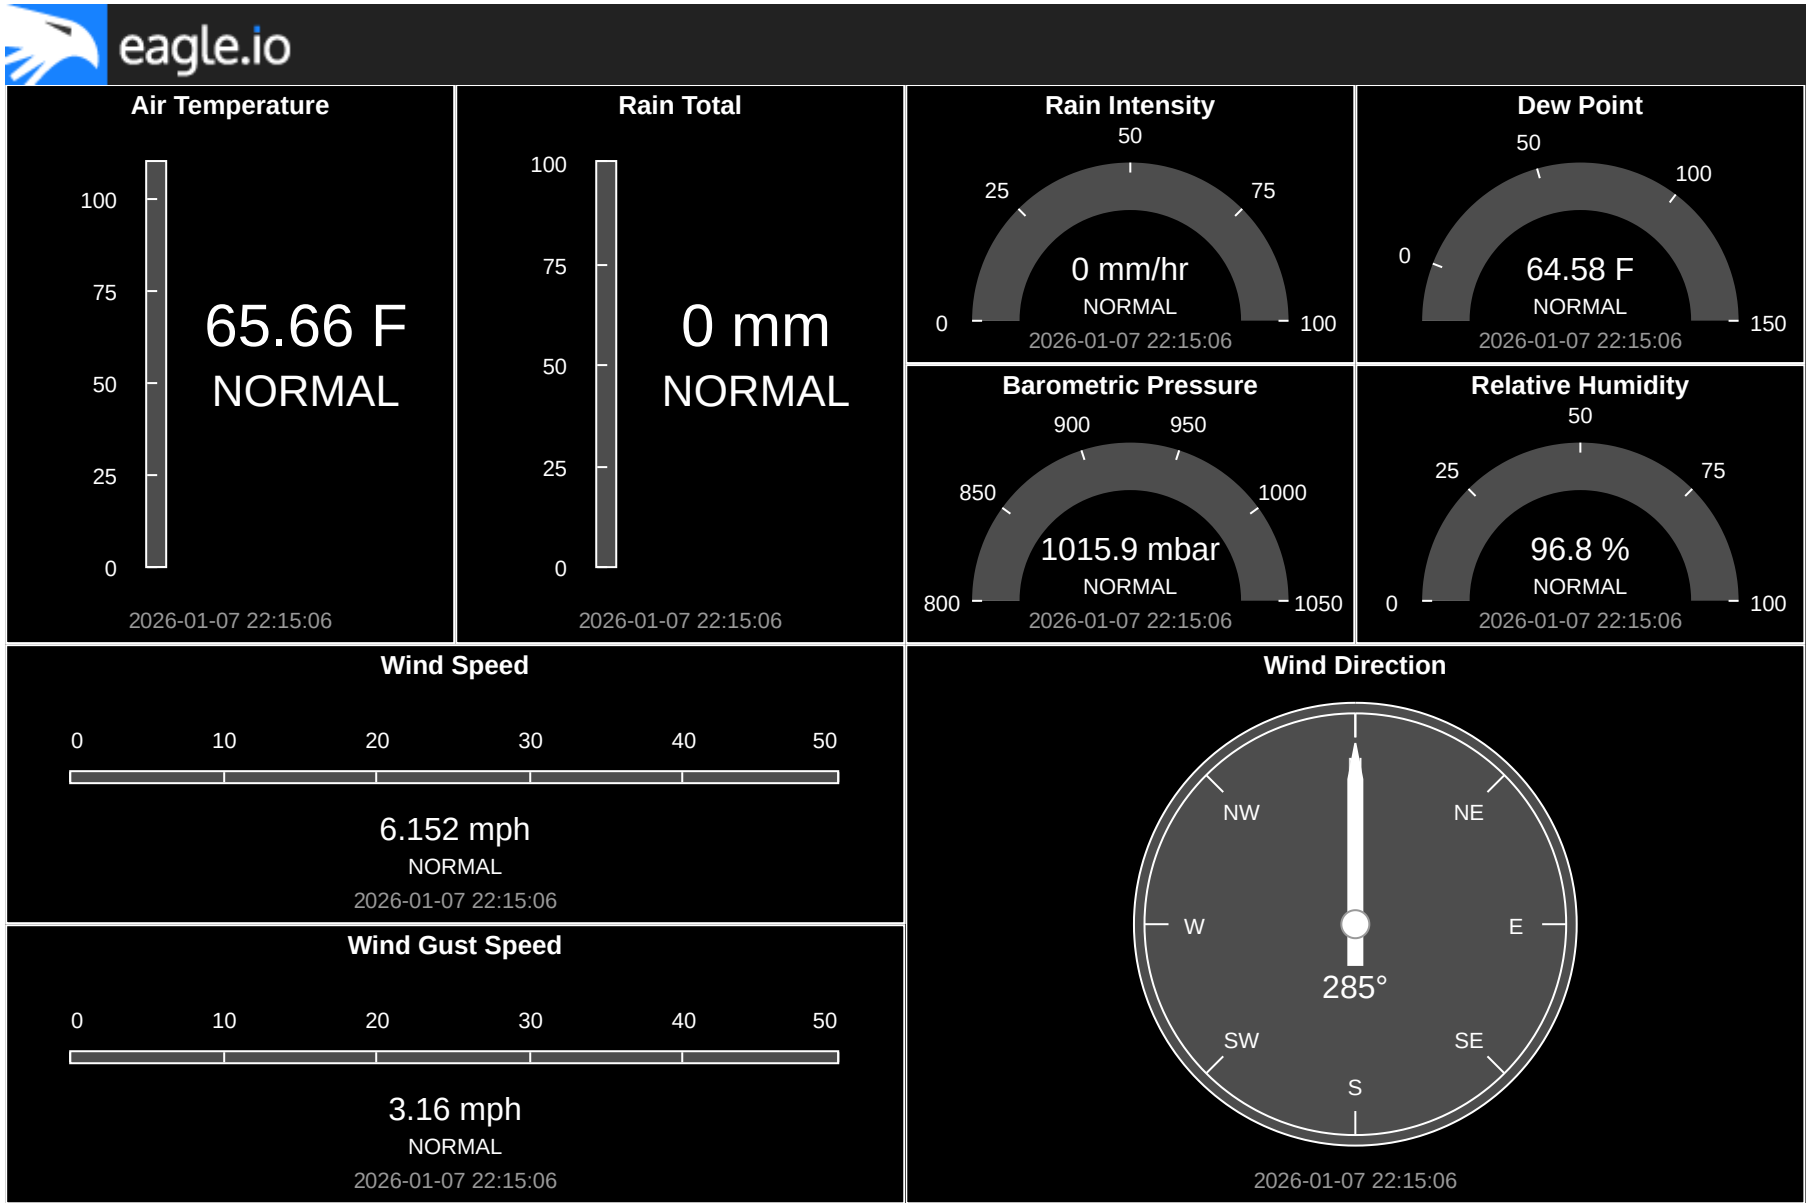 eagle.io
Air Temperature
100
75
50
25
0
65.66 F
NORMAL
2026-01-07 22:15:06
Rain Total
100
75
50
25
0
0 mm
NORMAL
2026-01-07 22:15:06
Rain Intensity
50
25
75
0
100
0 mm/hr
NORMAL
2026-01-07 22:15:06
Dew Point
50
100
0
150
64.58 F
NORMAL
2026-01-07 22:15:06
Barometric Pressure
900
950
850
1000
800
1050
1015.9 mbar
NORMAL
2026-01-07 22:15:06
Relative Humidity
50
25
75
0
100
96.8 %
NORMAL
2026-01-07 22:15:06
Wind Speed
0 10 20 30 40 50
6.152 mph
NORMAL
2026-01-07 22:15:06
Wind Gust Speed
0 10 20 30 40 50
3.16 mph
NORMAL
2026-01-07 22:15:06
Wind Direction
NW
NE
W
E
285°
SW
SE
S
2026-01-07 22:15:06